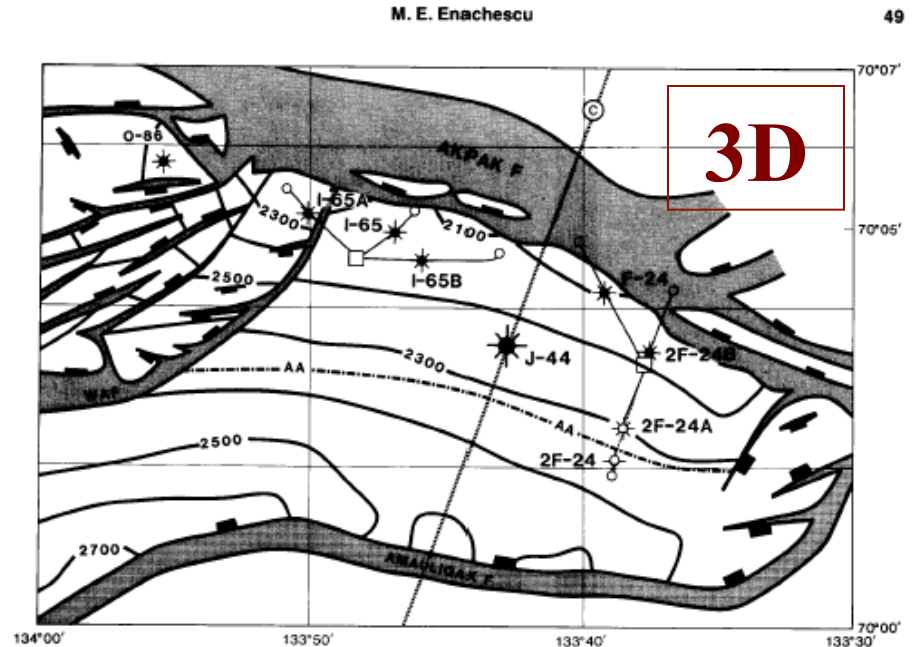 M. E. Enachescu
49
70°07'
C
3D
O-86
AKPAK F
I-65A
2300
I-65
2100
70°05'
2500
I-65B
F-24
J-44
2F-24B
2300
AA
WAF
AA
2F-24A
2500
2F-24
2700
AMAULIGAK F
70°00'
134°00'
133°50'
133°40'
133°30'